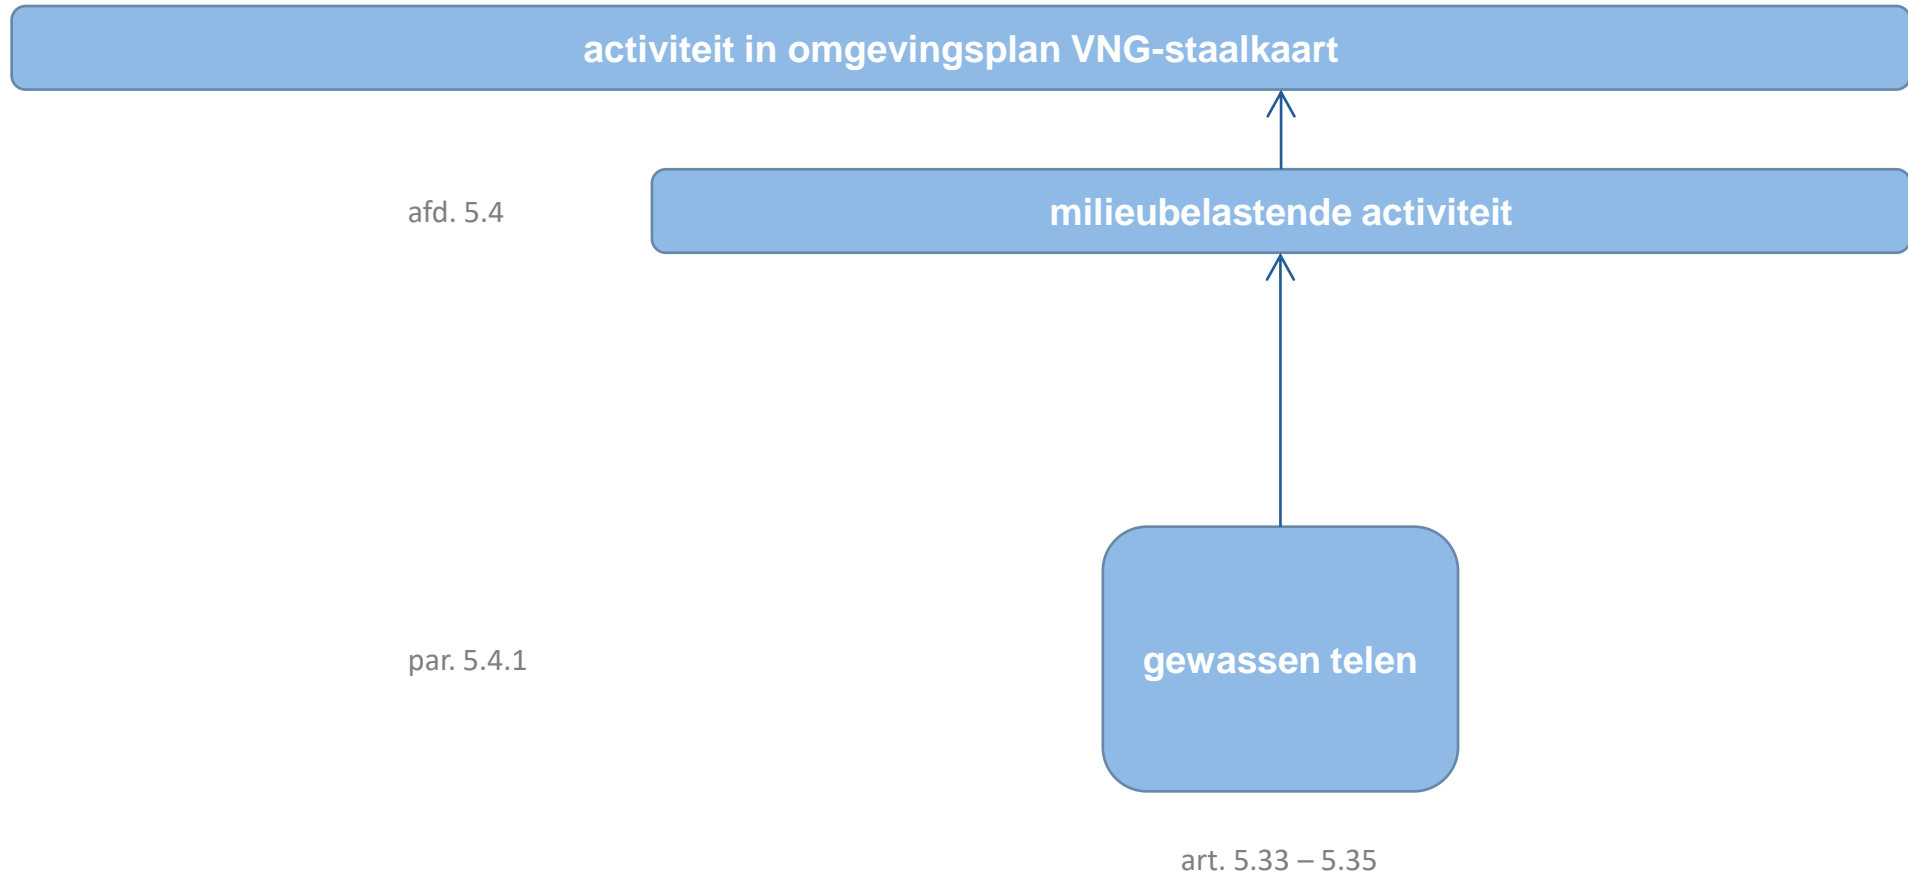 activiteit in omgevingsplan VNG-staalkaart
afd. 5.4
milieubelastende activiteit
par. 5.4.1
gewassen telen
art. 5.33 – 5.35